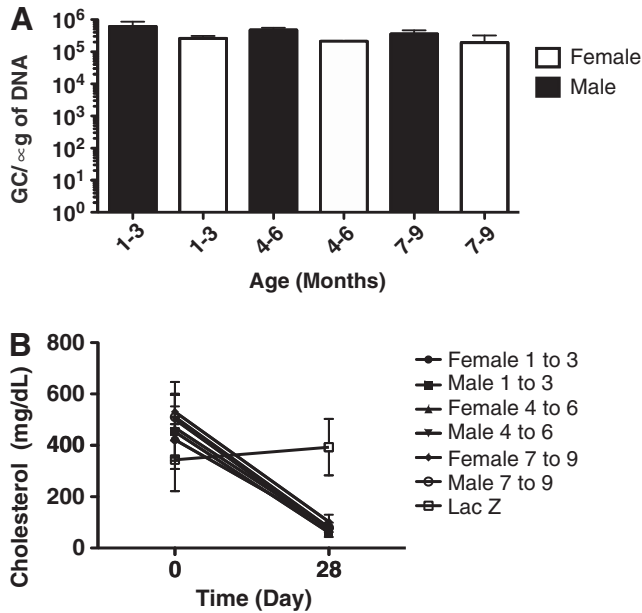 A
GC/∝g of DNA
10⁶
10⁵
10⁴
10³
10²
10¹
10⁰
1-3
1-3
4-6
4-6
7-9
7-9
Age (Months)
Female
Male
B
Cholesterol (mg/dL)
800
600
400
200
0
0
28
Time (Day)
Female 1 to 3
Male 1 to 3
Female 4 to 6
Male 4 to 6
Female 7 to 9
Male 7 to 9
Lac Z